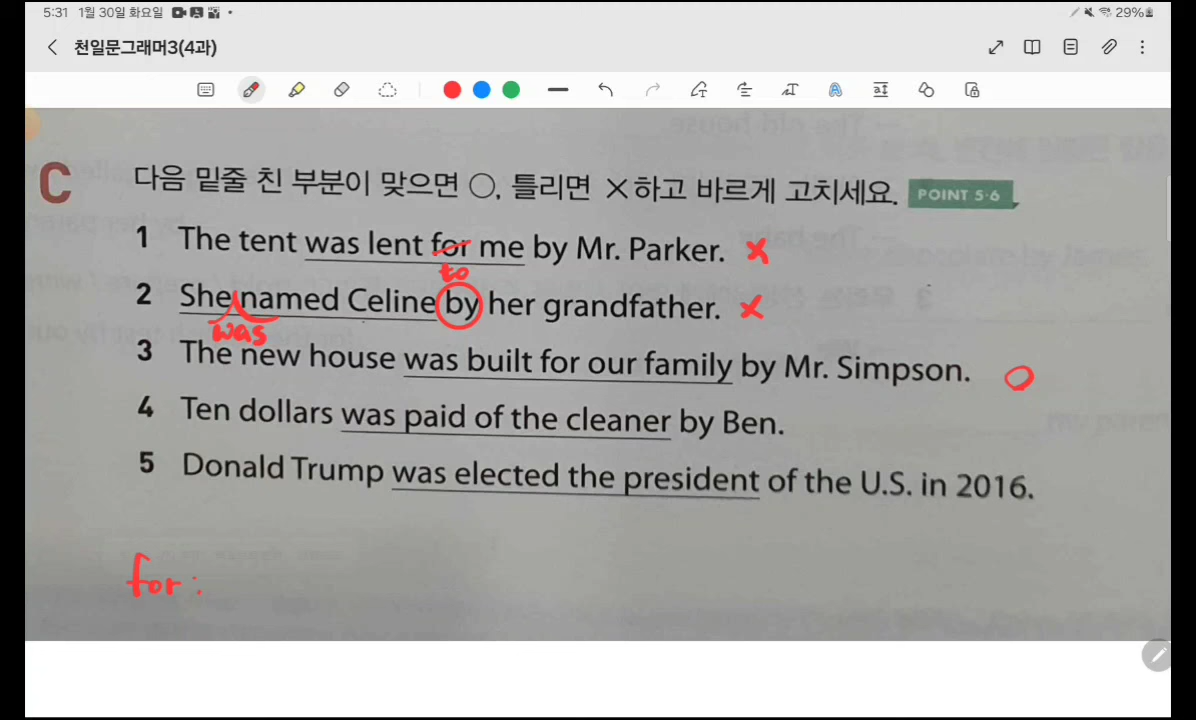 5:31 1월 30일 화요일 29%
천일문그래머3(4과)
C 다음 밑줄 친 부분이 맞으면 ○, 틀리면 ×하고 바르게 고치세요. POINT 5·6
1 The tent was lent for me by Mr. Parker. ×
to
2 She named Celine by her grandfather. ×
was
3 The new house was built for our family by Mr. Simpson. ○
4 Ten dollars was paid of the cleaner by Ben.
5 Donald Trump was elected the president of the U.S. in 2016.
for :